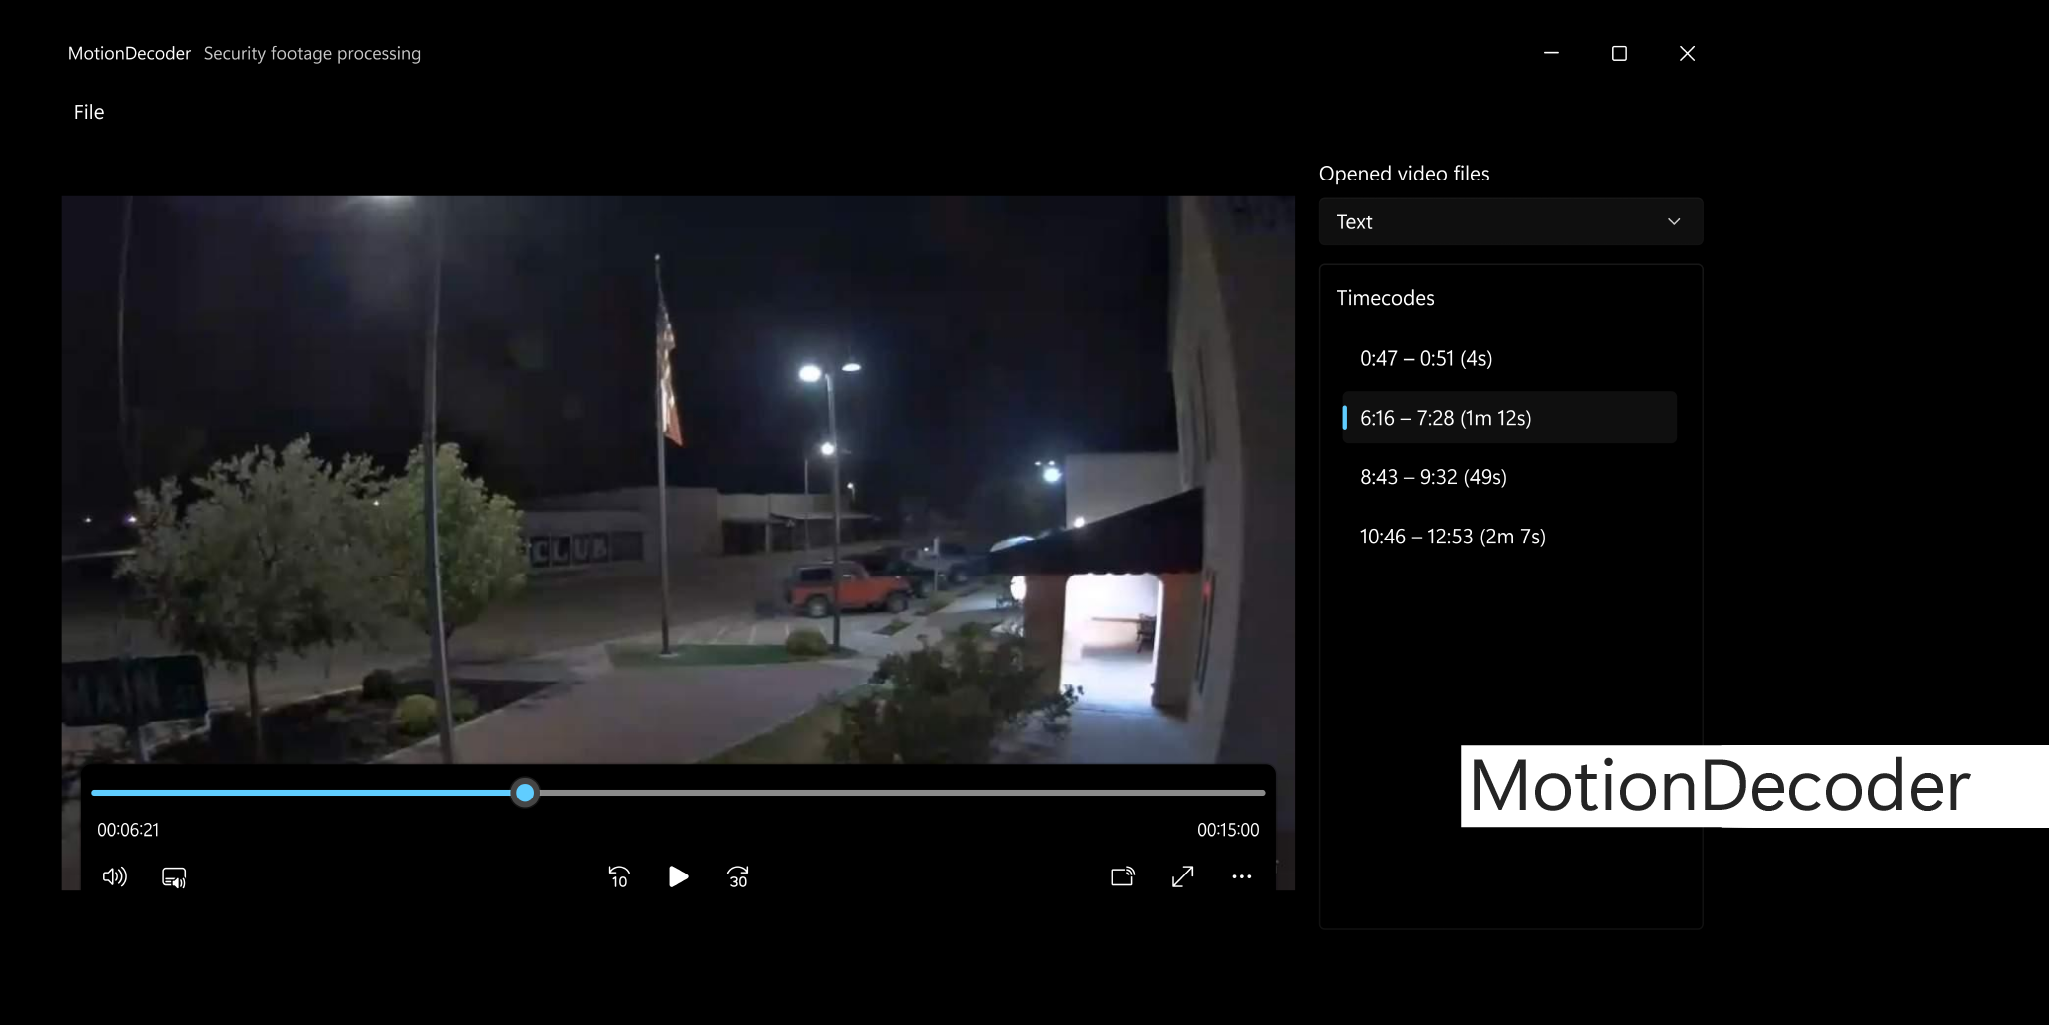 MotionDecoder Security footage processing
File
Opened video files
Text
Timecodes
0:47 – 0:51 (4s)
6:16 – 7:28 (1m 12s)
8:43 – 9:32 (49s)
10:46 – 12:53 (2m 7s)
CLUB
MAIN
MotionDecoder
00:06:21
00:15:00
10
30